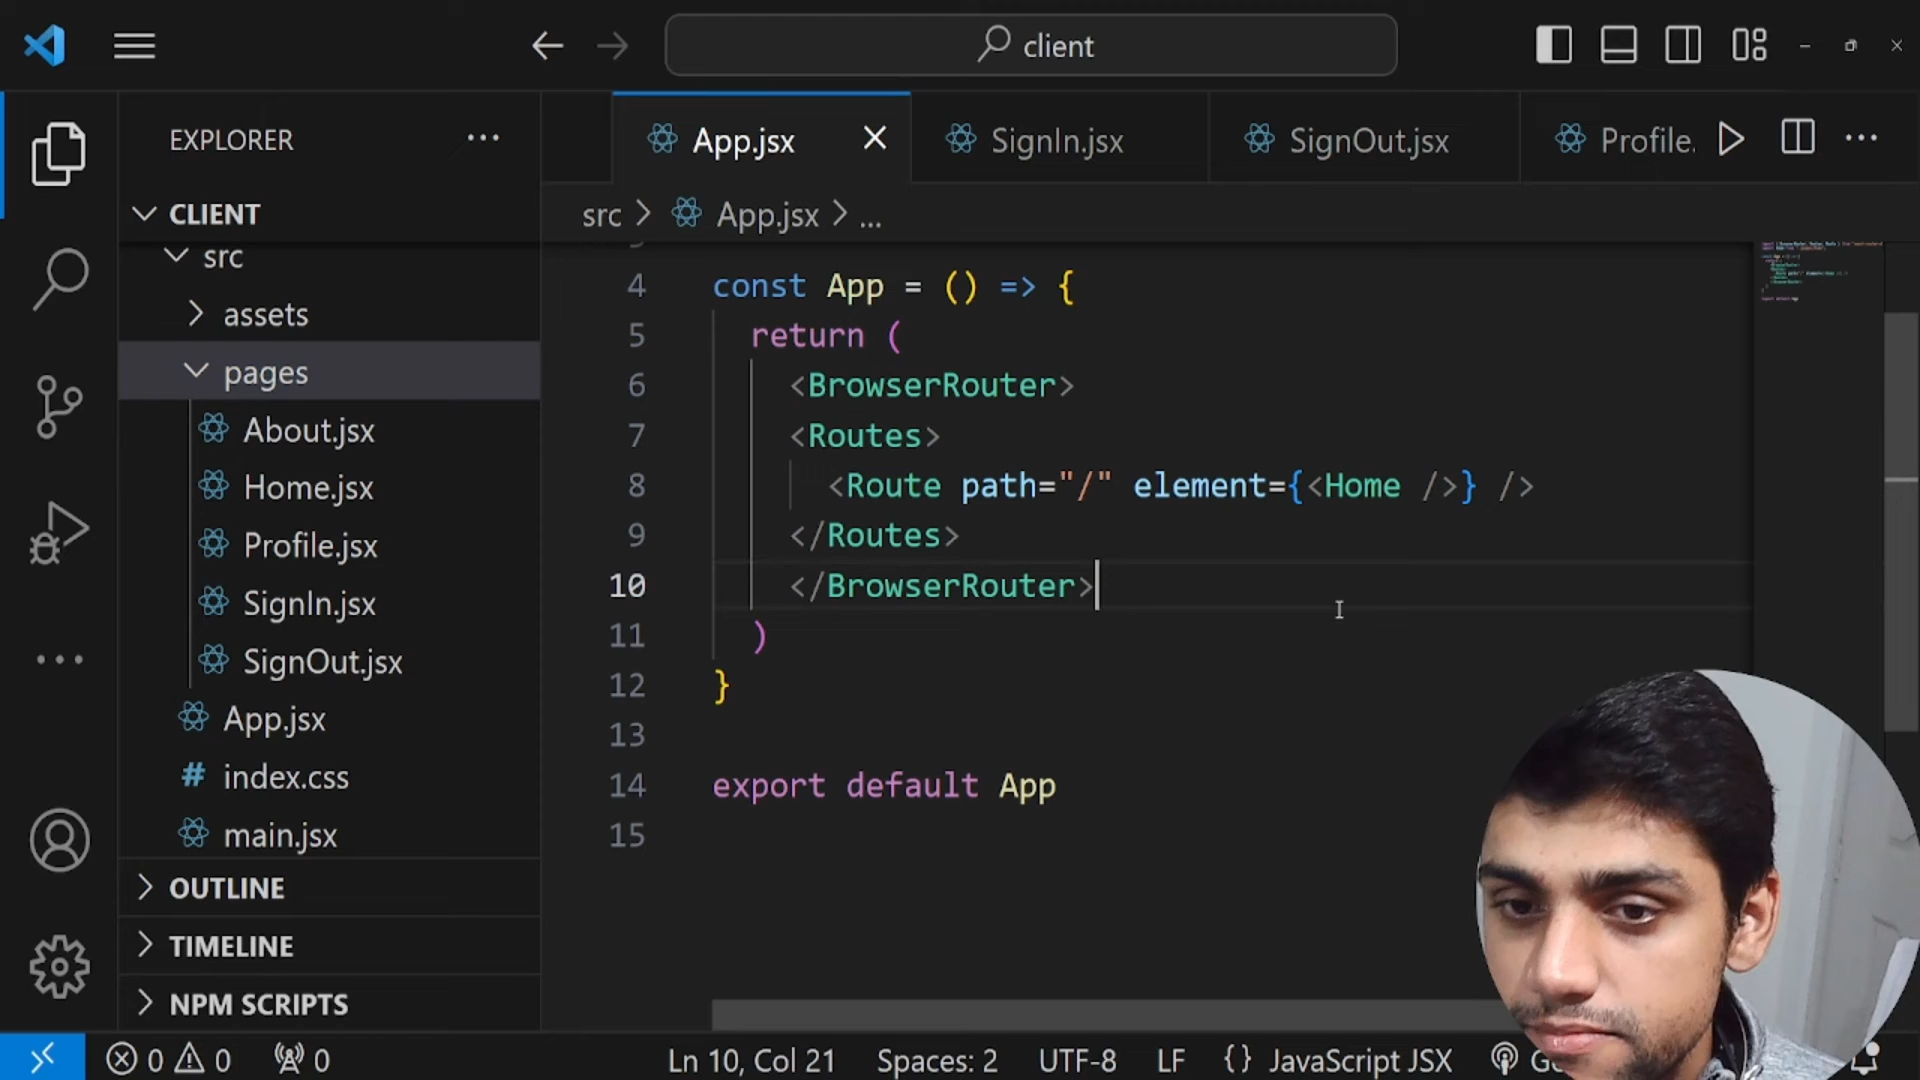 client
EXPLORER
App.jsx
SignIn.jsx
SignOut.jsx
Profile.
CLIENT
src > App.jsx > ...
src
assets
pages
About.jsx
Home.jsx
Profile.jsx
SignIn.jsx
SignOut.jsx
App.jsx
index.css
main.jsx
OUTLINE
TIMELINE
NPM SCRIPTS
4 const App = () => {
5 return (
6 <BrowserRouter>
7 <Routes>
8 <Route path="/" element={<Home />} />
9 </Routes>
10 </BrowserRouter>
11 )
12 }
13
14 export default App
15
0 0 0 Ln 10, Col 21 Spaces: 2 UTF-8 LF {} JavaScript JSX